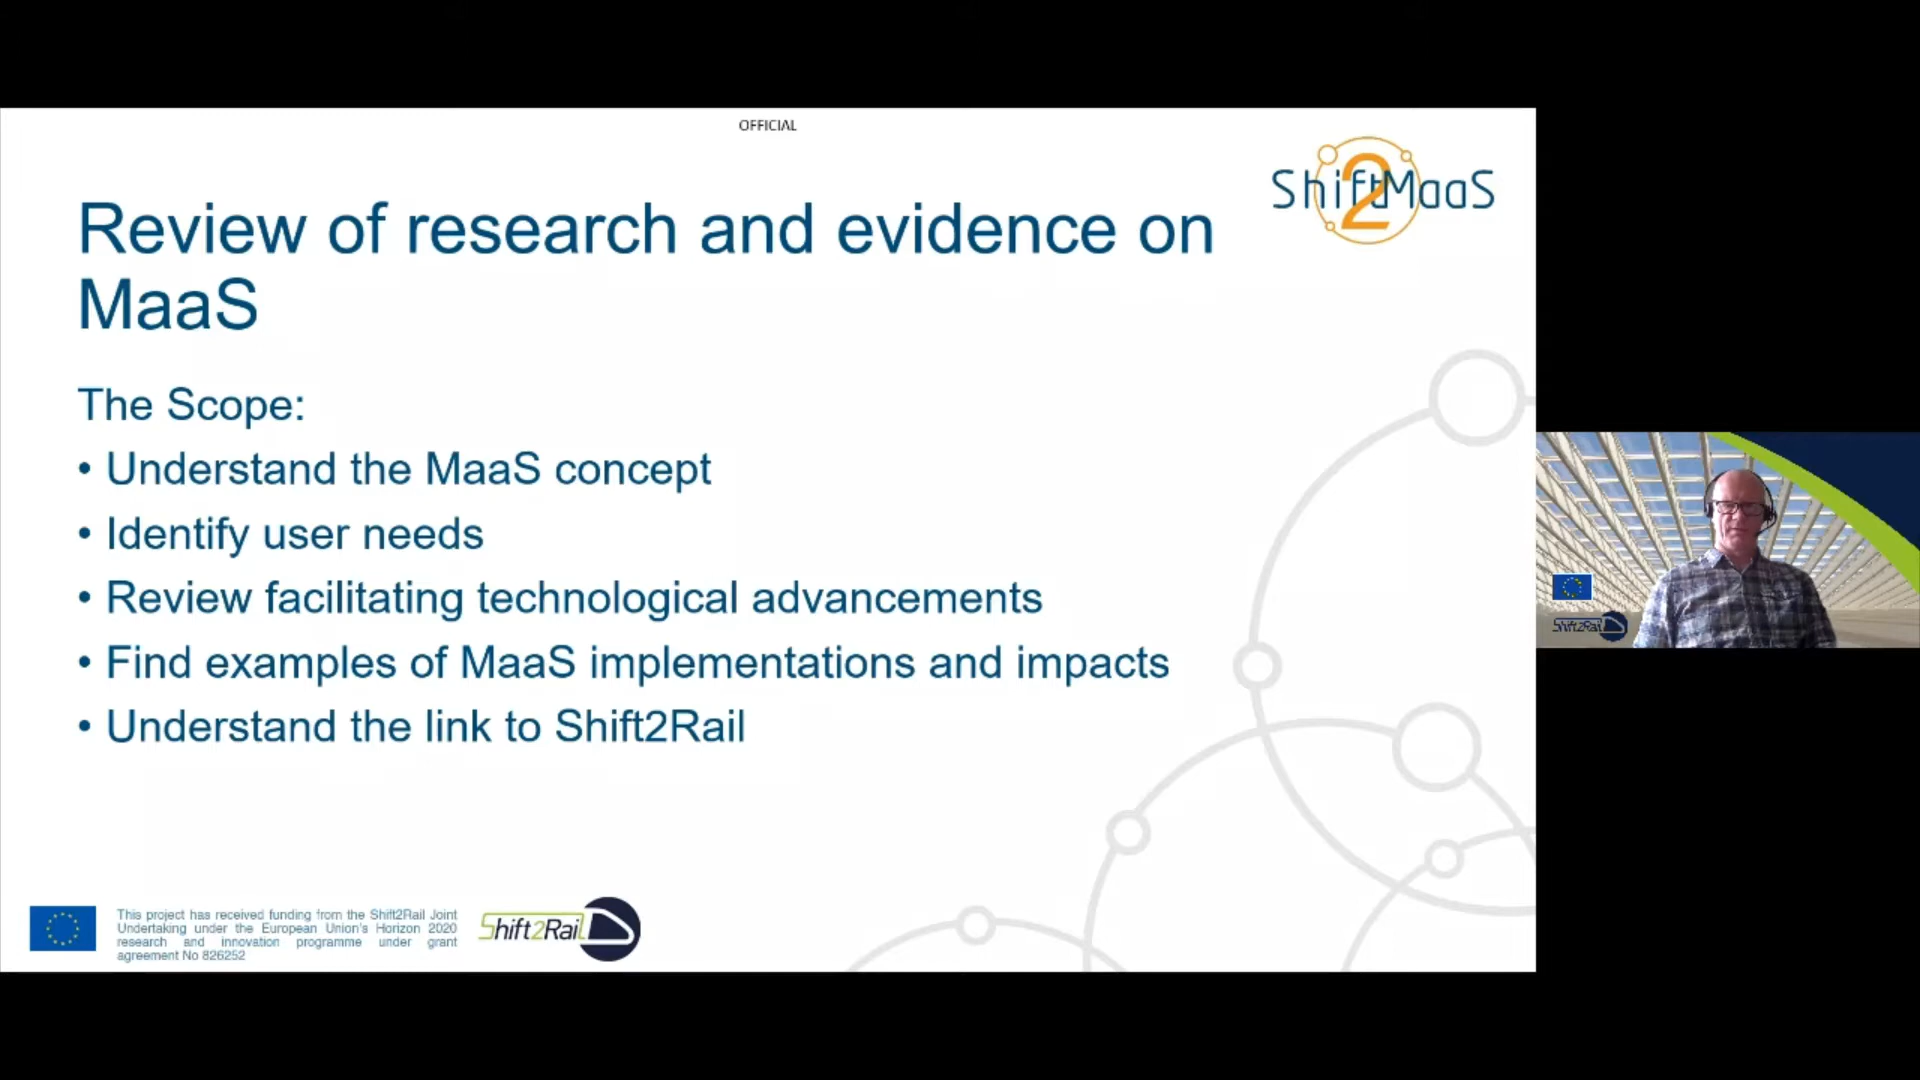 OFFICIAL
Shift2MaaS
Review of research and evidence on
MaaS
The Scope:
• Understand the MaaS concept
• Identify user needs
• Review facilitating technological advancements
• Find examples of MaaS implementations and impacts
• Understand the link to Shift2Rail
This project has received funding from the Shift2Rail Joint
Undertaking under the European Union's Horizon 2020
research and innovation programme under grant
agreement No 826252
Shift2Rail
Shift2Rail